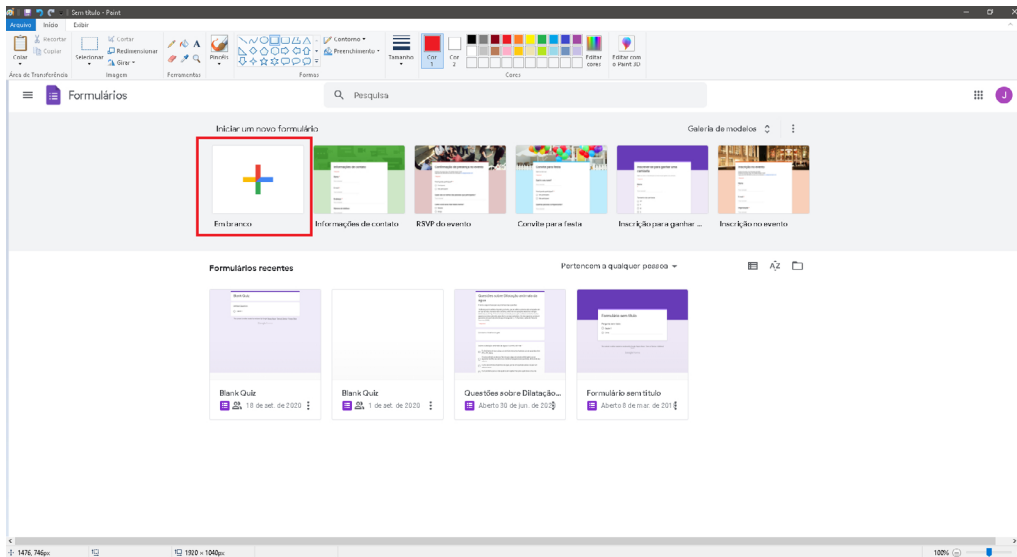 Sem título - Paint
Arquivo Início Exibir
Colar
Recortar
Copiar
Área de Transferência
Selecionar
Cortar
Redimensionar
Girar
Imagem
Ferramentas
Pincéis
Contorno
Preenchimento
Formas
Tamanho
Cor 1
Cor 2
Cores
Editar cores
Editar com o Paint 3D
Formulários
Pesquisa
J
Iniciar um novo formulário
Galeria de modelos
Em branco
Informações de contato
RSVP do evento
Convite para festa
Inscrição para ganhar ...
Inscrição no evento
Formulários recentes
Pertencem a qualquer pessoa
AZ
Blank Quiz
18 de set. de 2020
Blank Quiz
1 de set. de 2020
Questões sobre Dilatação...
Aberto 30 de jun. de 202
Formulário sem título
Aberto 8 de mar. de 201
1476, 746px
1920 × 1040px
100%